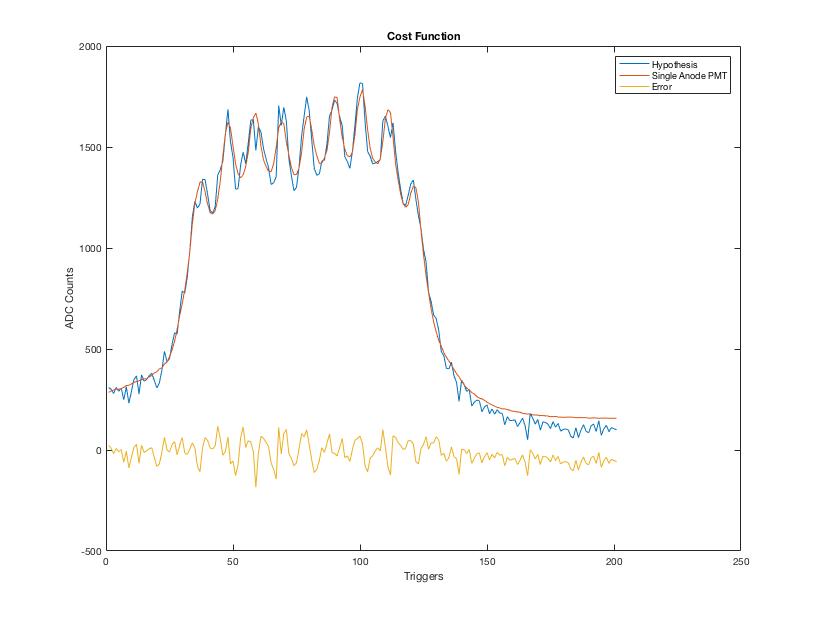 Cost Function
2000
Hypothesis
Single Anode PMT
Error
1500
1000
500
0
-500
ADC Counts
0 50 100 150 200 250
Triggers